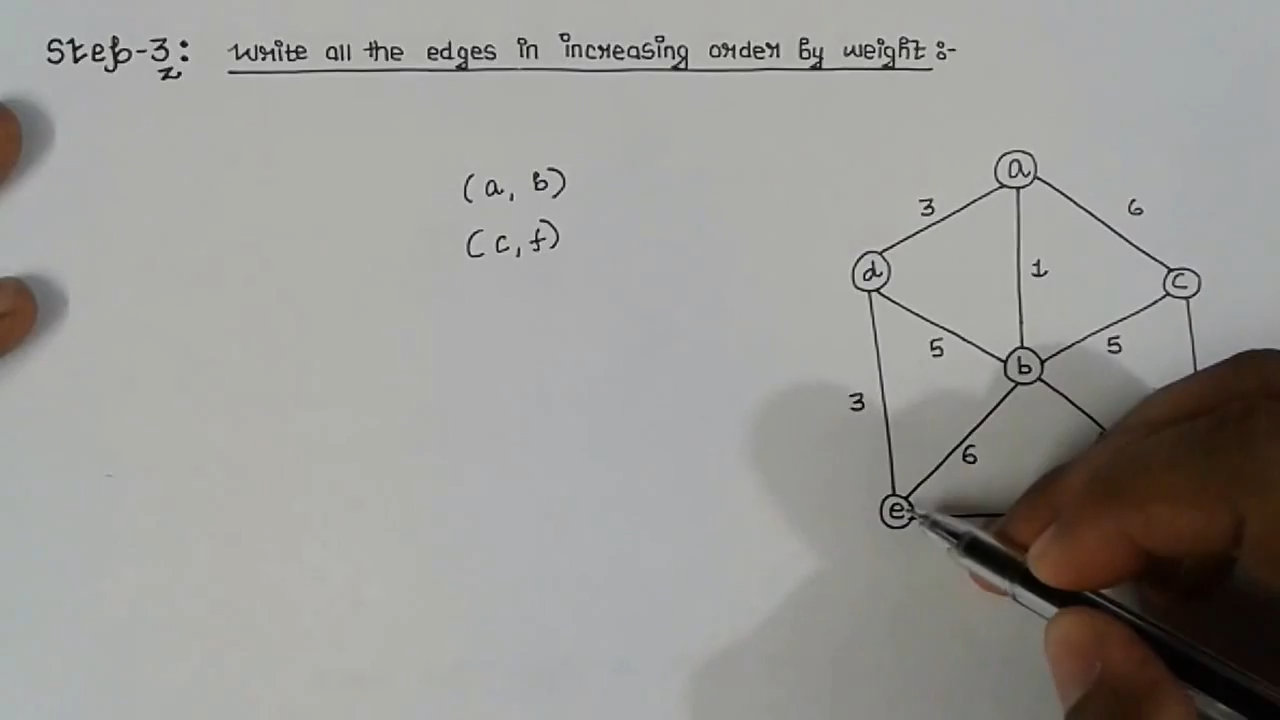 Step-3: Write all the edges in increasing order by weight :-
(a, b)
(c, f)
a
3
6
d
1
c
5
b
5
3
6
e